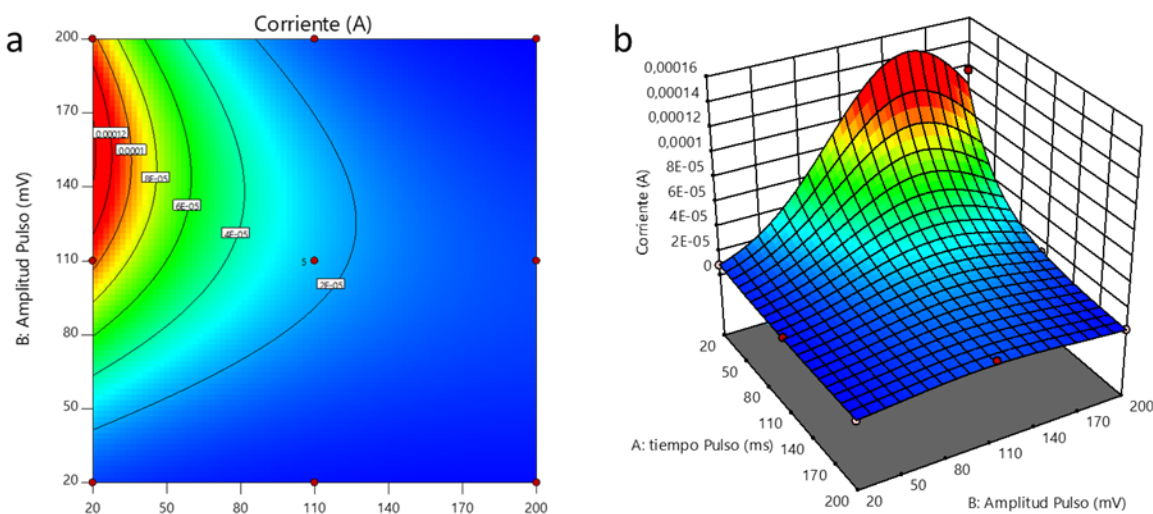 a
Corriente (A)
200
170
140
110
80
50
20
B: Amplitud Pulso (mV)
0.00012
0.0001
8E-05
6E-05
4E-05
2E-05
5
20 50 80 110 140 170 200
b
0,00016
0,00014
0,00012
0,0001
8E-05
6E-05
4E-05
2E-05
0
Corriente (A)
20
50
80
110
140
170
200
A: tiempo Pulso (ms)
20
50
80
110
140
170
200
B: Amplitud Pulso (mV)